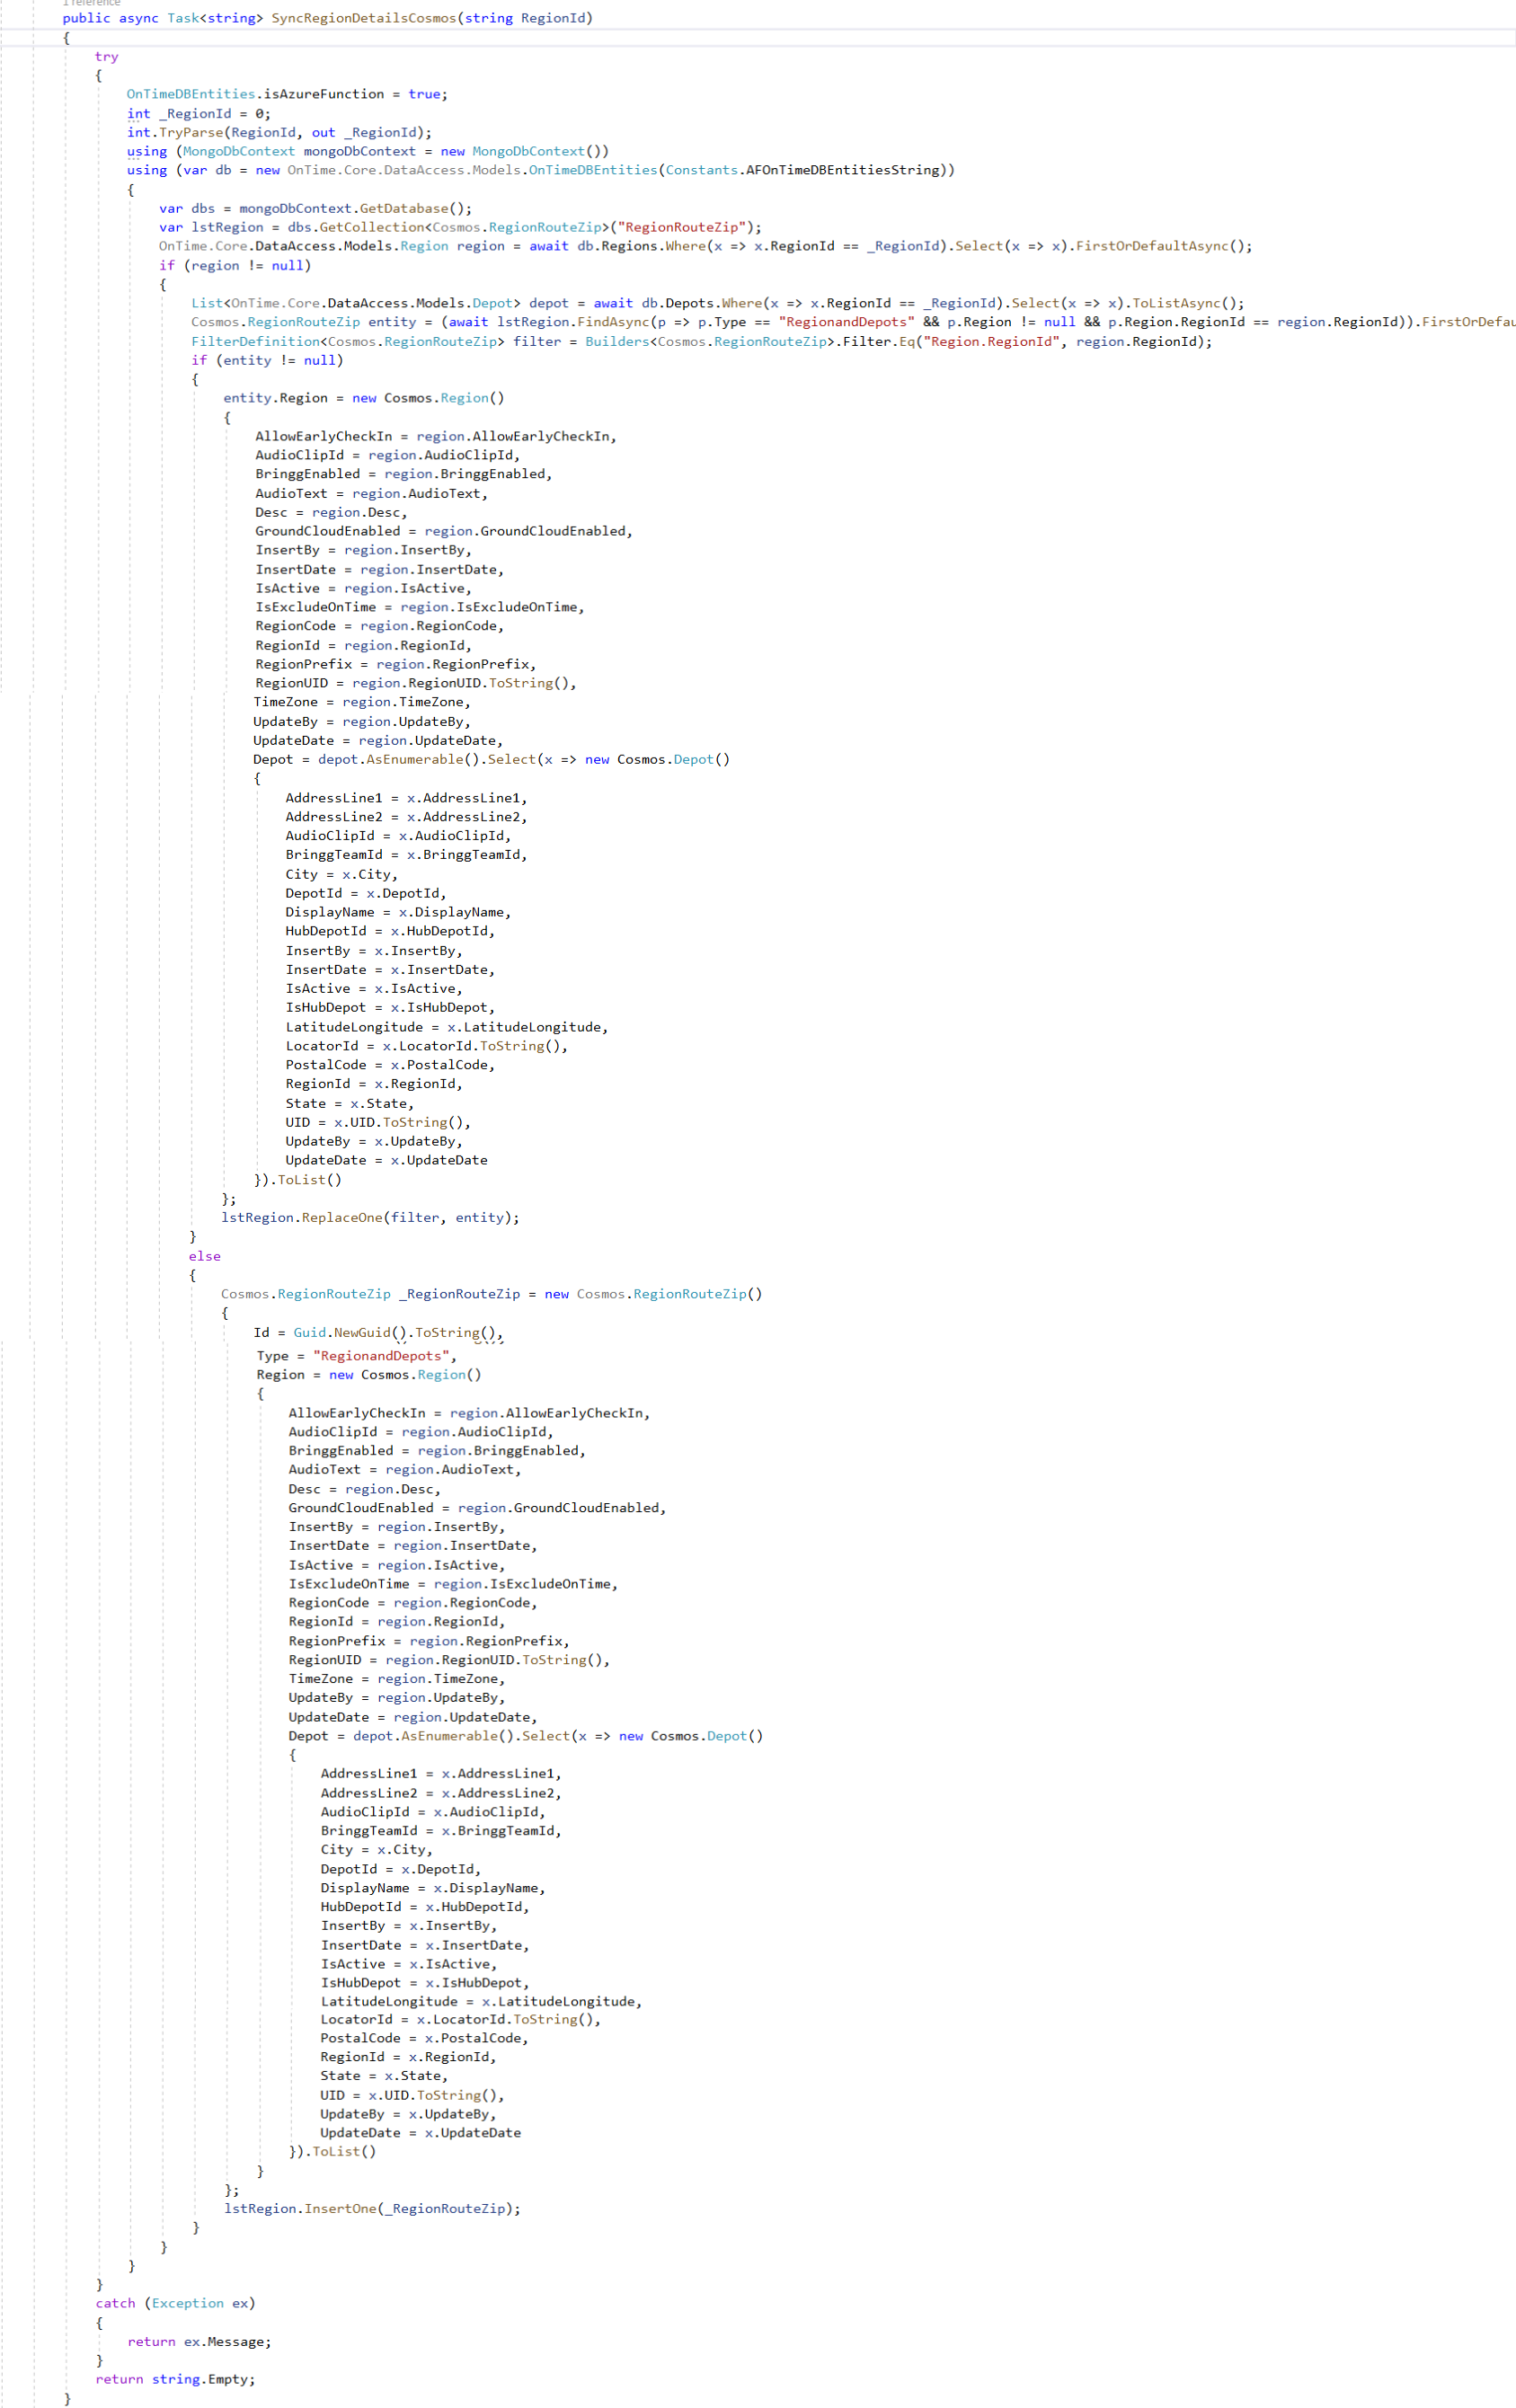 1 reference
public async Task<string> SyncRegionDetailsCosmos(string RegionId)
{
try
{
OnTimeDBEntities.isAzureFunction = true;
int _RegionId = 0;
int.TryParse(RegionId, out _RegionId);
using (MongoDbContext mongoDbContext = new MongoDbContext())
using (var db = new OnTime.Core.DataAccess.Models.OnTimeDBEntities(Constants.AFOnTimeDBEntitiesString))
{
var dbs = mongoDbContext.GetDatabase();
var lstRegion = dbs.GetCollection<Cosmos.RegionRouteZip>("RegionRouteZip");
OnTime.Core.DataAccess.Models.Region region = await db.Regions.Where(x => x.RegionId == _RegionId).Select(x => x).FirstOrDefaultAsync();
if (region != null)
{
List<OnTime.Core.DataAccess.Models.Depot> depot = await db.Depots.Where(x => x.RegionId == _RegionId).Select(x => x).ToListAsync();
Cosmos.RegionRouteZip entity = (await lstRegion.FindAsync(p => p.Type == "RegionandDepots" && p.Region != null && p.Region.RegionId == region.RegionId)).FirstOrDefau
FilterDefinition<Cosmos.RegionRouteZip> filter = Builders<Cosmos.RegionRouteZip>.Filter.Eq("Region.RegionId", region.RegionId);
if (entity != null)
{
entity.Region = new Cosmos.Region()
{
AllowEarlyCheckIn = region.AllowEarlyCheckIn,
AudioClipId = region.AudioClipId,
BringgEnabled = region.BringgEnabled,
AudioText = region.AudioText,
Desc = region.Desc,
GroundCloudEnabled = region.GroundCloudEnabled,
InsertBy = region.InsertBy,
InsertDate = region.InsertDate,
IsActive = region.IsActive,
IsExcludeOnTime = region.IsExcludeOnTime,
RegionCode = region.RegionCode,
RegionId = region.RegionId,
RegionPrefix = region.RegionPrefix,
RegionUID = region.RegionUID.ToString(),
TimeZone = region.TimeZone,
UpdateBy = region.UpdateBy,
UpdateDate = region.UpdateDate,
Depot = depot.AsEnumerable().Select(x => new Cosmos.Depot()
{
AddressLine1 = x.AddressLine1,
AddressLine2 = x.AddressLine2,
AudioClipId = x.AudioClipId,
BringgTeamId = x.BringgTeamId,
City = x.City,
DepotId = x.DepotId,
DisplayName = x.DisplayName,
HubDepotId = x.HubDepotId,
InsertBy = x.InsertBy,
InsertDate = x.InsertDate,
IsActive = x.IsActive,
IsHubDepot = x.IsHubDepot,
LatitudeLongitude = x.LatitudeLongitude,
LocatorId = x.LocatorId.ToString(),
PostalCode = x.PostalCode,
RegionId = x.RegionId,
State = x.State,
UID = x.UID.ToString(),
UpdateBy = x.UpdateBy,
UpdateDate = x.UpdateDate
}).ToList()
};
lstRegion.ReplaceOne(filter, entity);
}
else
{
Cosmos.RegionRouteZip _RegionRouteZip = new Cosmos.RegionRouteZip()
{
Id = Guid.NewGuid().ToString(),
Type = "RegionandDepots",
Region = new Cosmos.Region()
{
AllowEarlyCheckIn = region.AllowEarlyCheckIn,
AudioClipId = region.AudioClipId,
BringgEnabled = region.BringgEnabled,
AudioText = region.AudioText,
Desc = region.Desc,
GroundCloudEnabled = region.GroundCloudEnabled,
InsertBy = region.InsertBy,
InsertDate = region.InsertDate,
IsActive = region.IsActive,
IsExcludeOnTime = region.IsExcludeOnTime,
RegionCode = region.RegionCode,
RegionId = region.RegionId,
RegionPrefix = region.RegionPrefix,
RegionUID = region.RegionUID.ToString(),
TimeZone = region.TimeZone,
UpdateBy = region.UpdateBy,
UpdateDate = region.UpdateDate,
Depot = depot.AsEnumerable().Select(x => new Cosmos.Depot()
{
AddressLine1 = x.AddressLine1,
AddressLine2 = x.AddressLine2,
AudioClipId = x.AudioClipId,
BringgTeamId = x.BringgTeamId,
City = x.City,
DepotId = x.DepotId,
DisplayName = x.DisplayName,
HubDepotId = x.HubDepotId,
InsertBy = x.InsertBy,
InsertDate = x.InsertDate,
IsActive = x.IsActive,
IsHubDepot = x.IsHubDepot,
LatitudeLongitude = x.LatitudeLongitude,
LocatorId = x.LocatorId.ToString(),
PostalCode = x.PostalCode,
RegionId = x.RegionId,
State = x.State,
UID = x.UID.ToString(),
UpdateBy = x.UpdateBy,
UpdateDate = x.UpdateDate
}).ToList()
}
};
lstRegion.InsertOne(_RegionRouteZip);
}
}
}
}
catch (Exception ex)
{
return ex.Message;
}
return string.Empty;
}